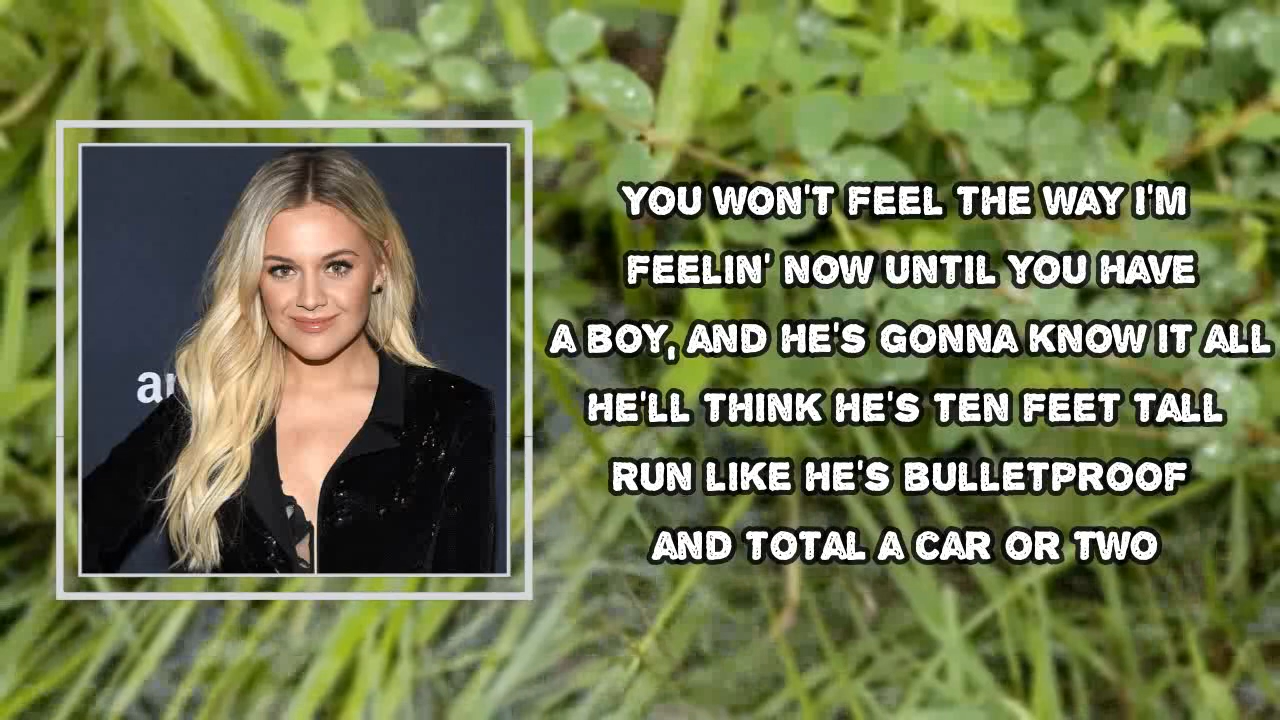 YOU WON'T FEEL THE WAY I'M
FEELIN' NOW UNTIL YOU HAVE
A BOY, AND HE'S GONNA KNOW IT ALL
HE'LL THINK HE'S TEN FEET TALL
RUN LIKE HE'S BULLETPROOF
AND TOTAL A CAR OR TWO